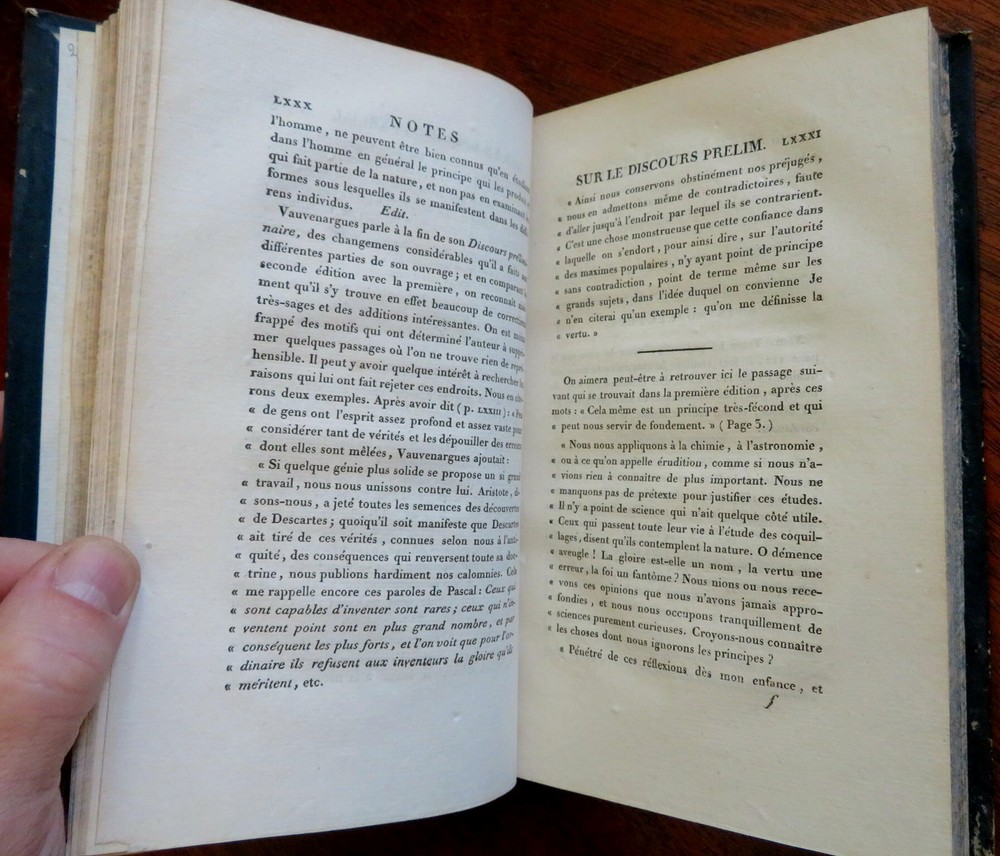 2
LXXX
NOTES
l'homme, ne peuvent être bien connus qu'en
dans l'homme en général le principe qui les
qui fait partie de la nature, et non pas en
formes sous lesquelles ils se manifestent dans les
rens individus. Edit.
Vauvenargues parle à la fin de son Discours
naire, des changemens considérables qu'il a faits
différentes parties de son ouvrage; et en comparant
seconde édition avec la première, on reconnaît
ment qu'il s'y trouve en effet beaucoup de
très-sages et des additions intéressantes. On est
frappé des motifs qui ont déterminé l'auteur à
mer quelques passages où l'on ne trouve rien de
hensible. Il peut y avoir quelque intérêt à rechercher
raisons qui lui ont fait rejeter ces endroits. Nous en
rons deux exemples. Après avoir dit (p. LXXIII): «
« de gens ont l'esprit assez profond et assez vaste pour
« considérer tant de vérités et les dépouiller des erreurs
« dont elles sont mêlées, Vauvenargues ajoutait:
« Si quelque génie plus solide se propose un si grand
« travail, nous nous unissons contre lui. Aristote, di-
« sons-nous, a jeté toutes les semences des découvertes
« de Descartes; quoiqu'il soit manifeste que Descartes
« ait tiré de ces vérités, connues selon nous à l'anti-
« quité, des conséquences qui renversent toute sa doc-
« trine, nous publions hardiment nos calomnies. Cela
« me rappelle encore ces paroles de Pascal: Ceux qui
« sont capables d'inventer sont rares; ceux qui n'in-
« ventent point sont en plus grand nombre, et par
« conséquent les plus forts, et l'on voit que pour l'or-
« dinaire ils refusent aux inventeurs la gloire qu'ils
« méritent, etc.
SUR LE DISCOURS PRELIM. LXXXI
« Ainsi nous conservons obstinément nos préjugés,
« nous en admettons même de contradictoires, faute
« d'aller jusqu'à l'endroit par lequel ils se contrarient.
« C'est une chose monstrueuse que cette confiance dans
« laquelle on s'endort, pour ainsi dire, sur l'autorité
« des maximes populaires, n'y ayant point de principe
« sans contradiction, point de terme même sur les
« grands sujets, dans l'idée duquel on convienne Je
« n'en citerai qu'un exemple: qu'on me définisse la
« vertu. »
On aimera peut-être à retrouver ici le passage sui-
vant qui se trouvait dans la première édition, après ces
mots: « Cela même est un principe très-fécond et qui
« peut nous servir de fondement. » (Page 3.)
« Nous nous appliquons à la chimie, à l'astronomie,
« ou à ce qu'on appelle érudition, comme si nous n'a-
« vions rien à connaître de plus important. Nous ne
« manquons pas de prétexte pour justifier ces études.
« Il n'y a point de science qui n'ait quelque côté utile.
« Ceux qui passent toute leur vie à l'étude des coquil-
« lages, disent qu'ils contemplent la nature. O démence
« aveugle! La gloire est-elle un nom, la vertu une
« erreur, la foi un fantôme? Nous nions ou nous rece-
« vons ces opinions que nous n'avons jamais appro-
« fondies, et nous nous occupons tranquillement de
« sciences purement curieuses. Croyons-nous connaître
« les choses dont nous ignorons les principes?
« Pénétré de ces réflexions dès mon enfance, et
f